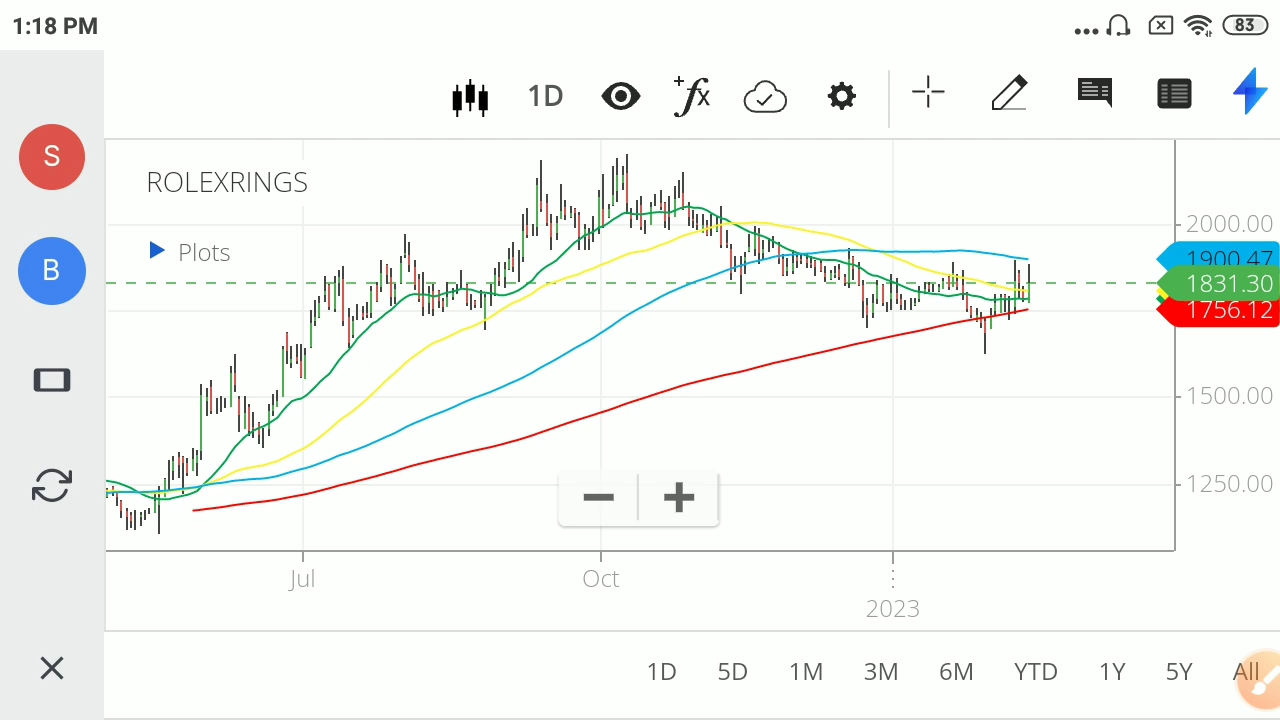 1:18 PM
83
S
B
1D
fx
ROLEXRINGS
Plots
2000.00
1900.47
1831.30
1756.12
1500.00
1250.00
Jul
Oct
2023
1D 5D 1M 3M 6M YTD 1Y 5Y All